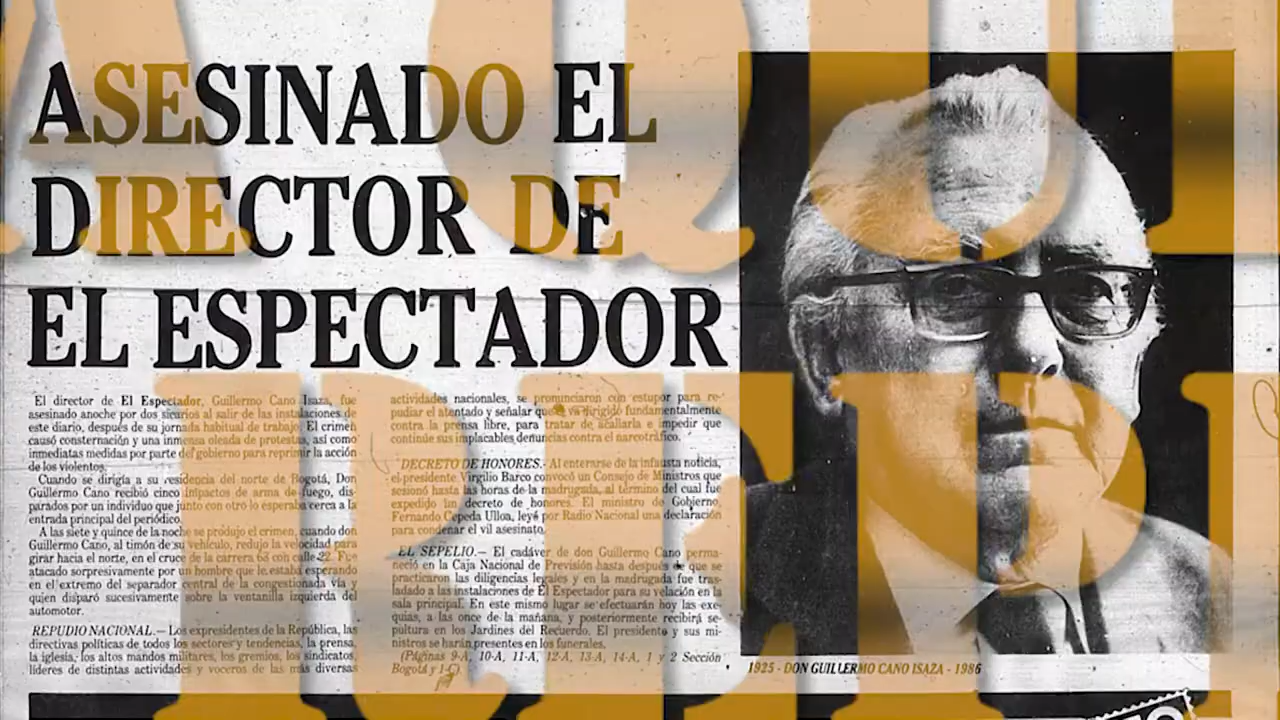 ASESINADO EL
DIRECTOR DE
EL ESPECTADOR
El director de El Espectador, Guillermo Cano Isaza, fue
asesinado anoche por dos sicarios al salir de las instalaciones de
este diario, después de su jornada habitual de trabajo. El crimen
causó consternación y una inmensa oleada de protestas, así como
inmediatas medidas por parte del gobierno para reprimir la acción
de los violentos.
Cuando se dirigía a su residencia del norte de Bogotá, Don
Guillermo Cano recibió cinco impactos de arma de fuego, dis-
parados por un individuo que junto con otro lo esperaba cerca a la
entrada principal del periódico.
A las siete y quince de la noche se produjo el crimen, cuando don
Guillermo Cano, al timón de su vehículo, redujo la velocidad para
girar hacia el norte, en el cruce de la carrera 68 con calle 22. Fue
atacado sorpresivamente por un hombre que le estaba esperando
en el extremo del separador central de la congestionada vía y
quien disparó sucesivamente sobre la ventanilla izquierda del
automotor.
REPUDIO NACIONAL.— Los expresidentes de la República, las
directivas políticas de todos los sectores y tendencias, la prensa,
la iglesia, los altos mandos militares, los gremios, los sindicatos,
líderes de distintas actividades y voceros de las más diversas
actividades nacionales, se pronunciaron con estupor para re-
pudiar el atentado y señalar que va dirigido fundamentalmente
contra la prensa libre, para tratar de acallarla e impedir que
continúe sus implacables denuncias contra el narcotráfico.
DECRETO DE HONORES.- Al enterarse de la infausta noticia,
el presidente Virgilio Barco convocó un Consejo de Ministros que
sesionó hasta las horas de la madrugada, al término del cual fue
expedido un decreto de honores. El ministro de Gobierno,
Fernando Cepeda Ulloa, leyó por Radio Nacional una declaración
para condenar el vil asesinato.
EL SEPELIO.— El cadáver de don Guillermo Cano perma-
neció en la Caja Nacional de Previsión hasta después de que se
practicaron las diligencias legales y en la madrugada fue tras-
ladado a las instalaciones de El Espectador para su velación en la
sala principal. En este mismo lugar se efectuarán hoy las exe-
quias, a las once de la mañana, y posteriormente recibirá se-
pultura en los Jardines del Recuerdo. El presidente y sus mi-
nistros se harán presentes en los funerales.
(Páginas 9-A, 10-A, 11-A, 12-A, 13-A, 14-A, 1 y 2 Sección
Bogotá y 1-C).
1925 - DON GUILLERMO CANO ISAZA - 1986